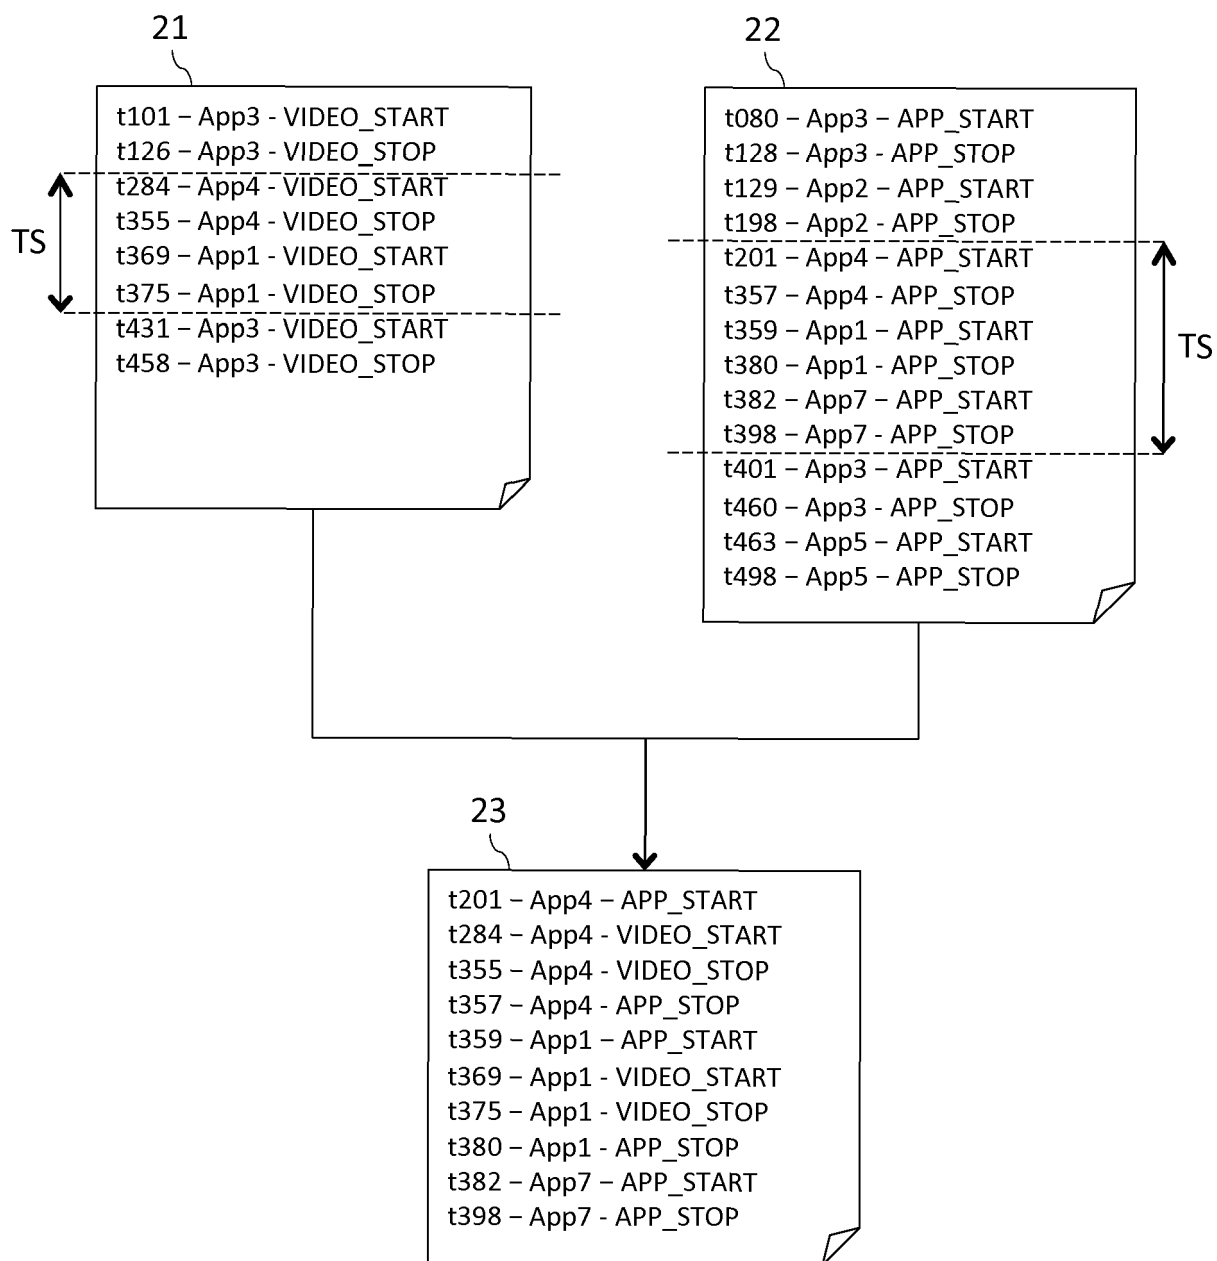 21
t101 – App3 - VIDEO_START
t126 – App3 - VIDEO_STOP
t284 – App4 - VIDEO_START
t355 – App4 - VIDEO_STOP
t369 – App1 - VIDEO_START
t375 – App1 - VIDEO_STOP
t431 – App3 - VIDEO_START
t458 – App3 - VIDEO_STOP
TS
22
t080 – App3 – APP_START
t128 – App3 - APP_STOP
t129 – App2 – APP_START
t198 – App2 - APP_STOP
t201 – App4 – APP_START
t357 – App4 - APP_STOP
t359 – App1 – APP_START
t380 – App1 - APP_STOP
t382 – App7 – APP_START
t398 – App7 - APP_STOP
t401 – App3 – APP_START
t460 – App3 - APP_STOP
t463 – App5 – APP_START
t498 – App5 – APP_STOP
TS
23
t201 – App4 – APP_START
t284 – App4 - VIDEO_START
t355 – App4 - VIDEO_STOP
t357 – App4 - APP_STOP
t359 – App1 – APP_START
t369 – App1 - VIDEO_START
t375 – App1 - VIDEO_STOP
t380 – App1 - APP_STOP
t382 – App7 – APP_START
t398 – App7 - APP_STOP